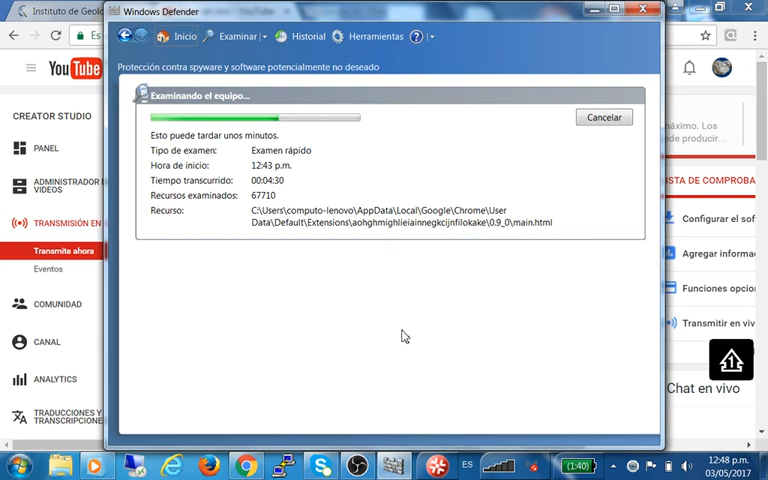 Instituto de Geolo
Windows Defender
YouTube
Inicio
Examinar
Historial
Herramientas
Protección contra spyware y software potencialmente no deseado
Examinando el equipo...
Cancelar
Esto puede tardar unos minutos.
Tipo de examen: Examen rápido
Hora de inicio: 12:43 p.m.
Tiempo transcurrido: 00:04:30
Recursos examinados: 67710
Recurso: C:\Users\computo-lenovo\AppData\Local\Google\Chrome\User
Data\Default\Extensions\aohghmighlieiainnegkcijnfilokake\0.9_0\main.html
CREATOR STUDIO
PANEL
ADMINISTRADOR
VIDEOS
TRANSMISIÓN EN
Transmite ahora
Eventos
COMUNIDAD
CANAL
ANALYTICS
TRADUCCIONES Y
TRANSCRIPCIONE
máximo. Los
ede producir...
ISTA DE COMPROBA
Configurar el sof
Agregar informa
Funciones opcio
Transmitir en viv
Chat en vivo
1
ES
(1:40)
12:48 p.m.
03/05/2017